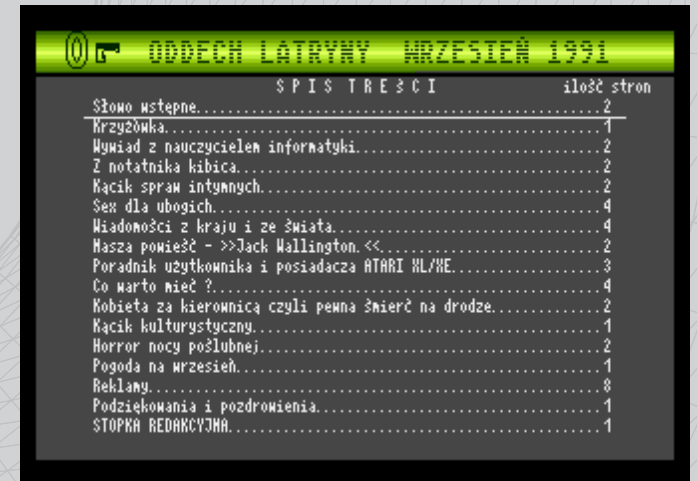 ODDECH LATRYNY WRZESIEŃ 1991
SPIS TREŚCI ilość stron
Słowo wstępne.................................................2
Krzyżówka.....................................................1
Wywiad z nauczycielem informatyki.............................2
Z notatnika kibica............................................2
Kącik spraw intymnych.........................................2
Sex dla ubogich...............................................4
Wiadomości z kraju i ze świata................................4
Nasza powieść - >>Jack Wallington.<<..........................2
Poradnik użytkownika i posiadacza ATARI XL/XE.................3
Co warto mieć ?...............................................4
Kobieta za kierownicą czyli pewna śmierć na drodze............2
Kącik kulturystyczny..........................................1
Horror nocy poślubnej.........................................2
Pogoda na wrzesień............................................1
Reklamy.......................................................8
Podziękowania i pozdrowienia..................................1
STOPKA REDAKCYJNA.............................................1